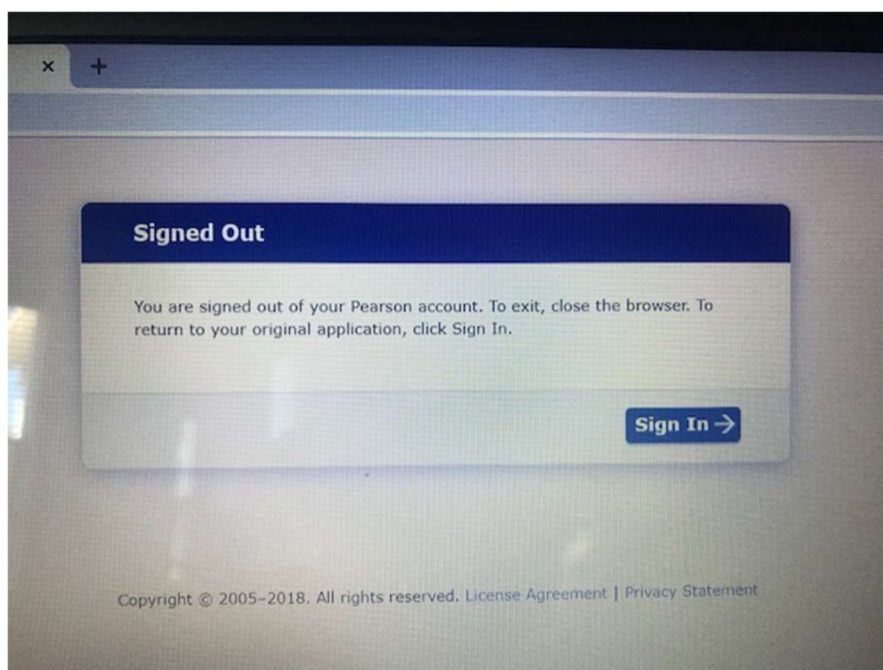 Signed Out
You are signed out of your Pearson account. To exit, close the browser. To
return to your original application, click Sign In.
Sign In →
Copyright © 2005–2018. All rights reserved. License Agreement | Privacy Statement